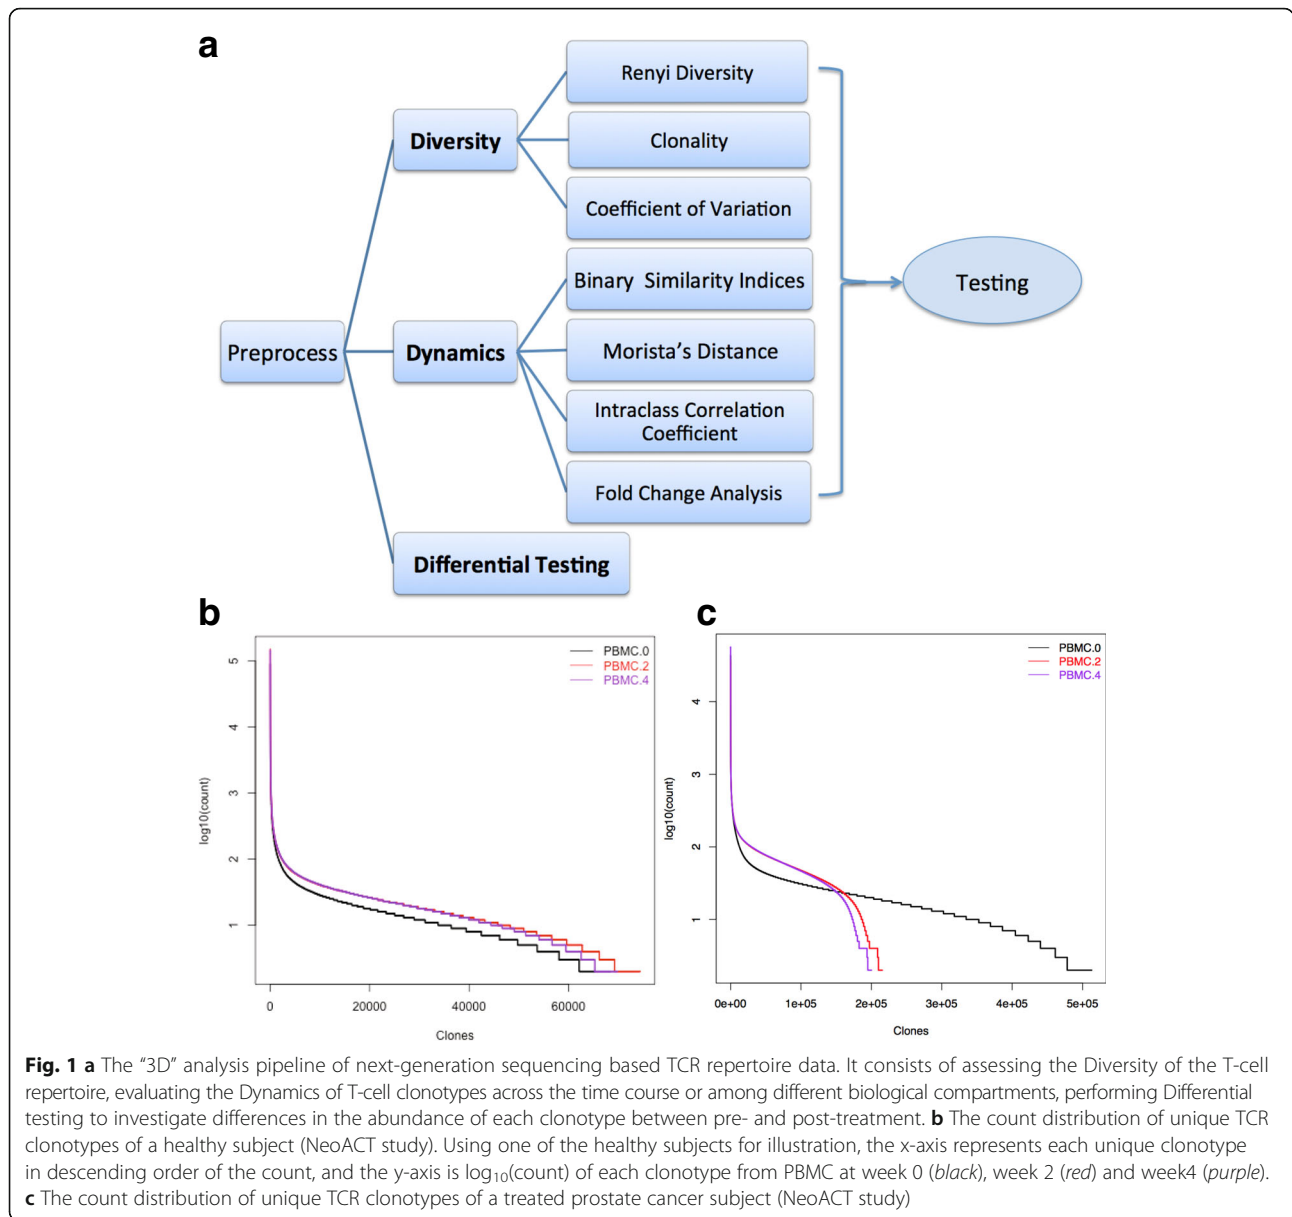 a
Renyi Diversity
Diversity
Clonality
Coefficient of Variation
Binary Similarity Indices
Testing
Preprocess
Dynamics
Morista's Distance
Intraclass Correlation
Coefficient
Fold Change Analysis
Differential Testing
b
PBMC.0
PBMC.2
PBMC.4
5
4
3
2
1
log10(count)
0
20000
40000
60000
Clones
c
PBMC.0
PBMC.2
PBMC.4
4
3
2
1
log10(count)
0e+00
1e+05
2e+05
3e+05
4e+05
5e+05
Clones
Fig. 1 a The "3D" analysis pipeline of next-generation sequencing based TCR repertoire data. It consists of assessing the Diversity of the T-cell
repertoire, evaluating the Dynamics of T-cell clonotypes across the time course or among different biological compartments, performing Differential
testing to investigate differences in the abundance of each clonotype between pre- and post-treatment. b The count distribution of unique TCR
clonotypes of a healthy subject (NeoACT study). Using one of the healthy subjects for illustration, the x-axis represents each unique clonotype
in descending order of the count, and the y-axis is log10(count) of each clonotype from PBMC at week 0 (black), week 2 (red) and week4 (purple).
c The count distribution of unique TCR clonotypes of a treated prostate cancer subject (NeoACT study)